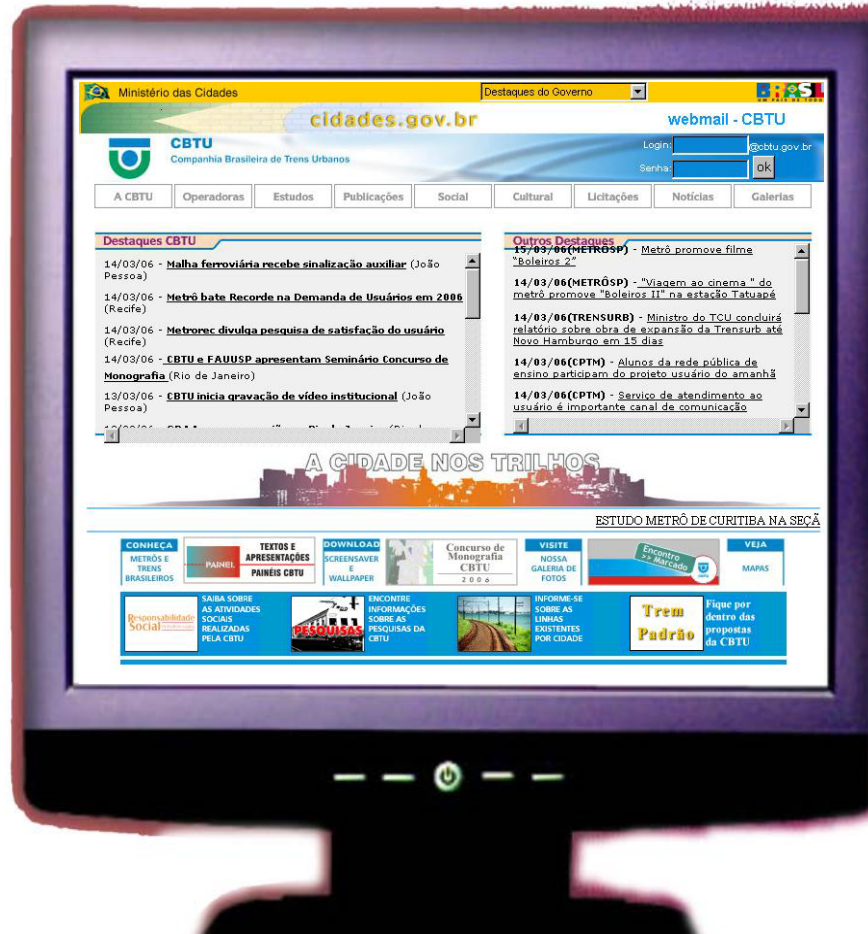 Ministério das Cidades
Destaques do Governo
BRASIL
UM PAÍS DE TODOS
cidades.gov.br
webmail - CBTU
CBTU
Companhia Brasileira de Trens Urbanos
Login:
@cbtu.gov.br
Senha:
ok
A CBTU
Operadoras
Estudos
Publicações
Social
Cultural
Licitações
Notícias
Galerias
Destaques CBTU
14/03/06 - Malha ferroviária recebe sinalização auxiliar (João
Pessoa)
14/03/06 - Metrô bate Recorde na Demanda de Usuários em 2006
(Recife)
14/03/06 - Metrorec divulga pesquisa de satisfação do usuário
(Recife)
14/03/06 - CBTU e FAUUSP apresentam Seminário Concurso de
Monografia (Rio de Janeiro)
13/03/06 - CBTU inicia gravação de vídeo institucional (João
Pessoa)
Outros Destaques
15/03/06(METRÔSP) - Metrô promove filme
"Boleiros 2"
14/03/06(METRÔSP) - "Viagem ao cinema " do
metrô promove "Boleiros II" na estação Tatuapé
14/03/06(TRENSURB) - Ministro do TCU concluirá
relatório sobre obra de expansão da Trensurb até
Novo Hamburgo em 15 dias
14/03/06(CPTM) - Alunos da rede pública de
ensino participam do projeto usuário do amanhã
14/03/06(CPTM) - Serviço de atendimento ao
usuário é importante canal de comunicação
A CIDADE NOS TRILHOS
ESTUDO METRÔ DE CURITIBA NA SEÇÃ
CONHEÇA
METRÔS E
TRENS
BRASILEIROS
PAINEL
TEXTOS E
APRESENTAÇÕES
PAINÉIS CBTU
DOWNLOAD
SCREENSAVER
E
WALLPAPER
Concurso de
Monografia
CBTU
2006
VISITE
NOSSA
GALERIA DE
FOTOS
Encontro
>> Marcado
VEJA
MAPAS
Responsabilidade
Social
SAIBA SOBRE
AS ATIVIDADES
SOCIAIS
REALIZADAS
PELA CBTU
PESQUISAS
ENCONTRE
INFORMAÇÕES
SOBRE AS
PESQUISAS DA
CBTU
INFORME-SE
SOBRE AS
LINHAS
EXISTENTES
POR CIDADE
Trem
Padrão
Fique por
dentro das
propostas
da CBTU